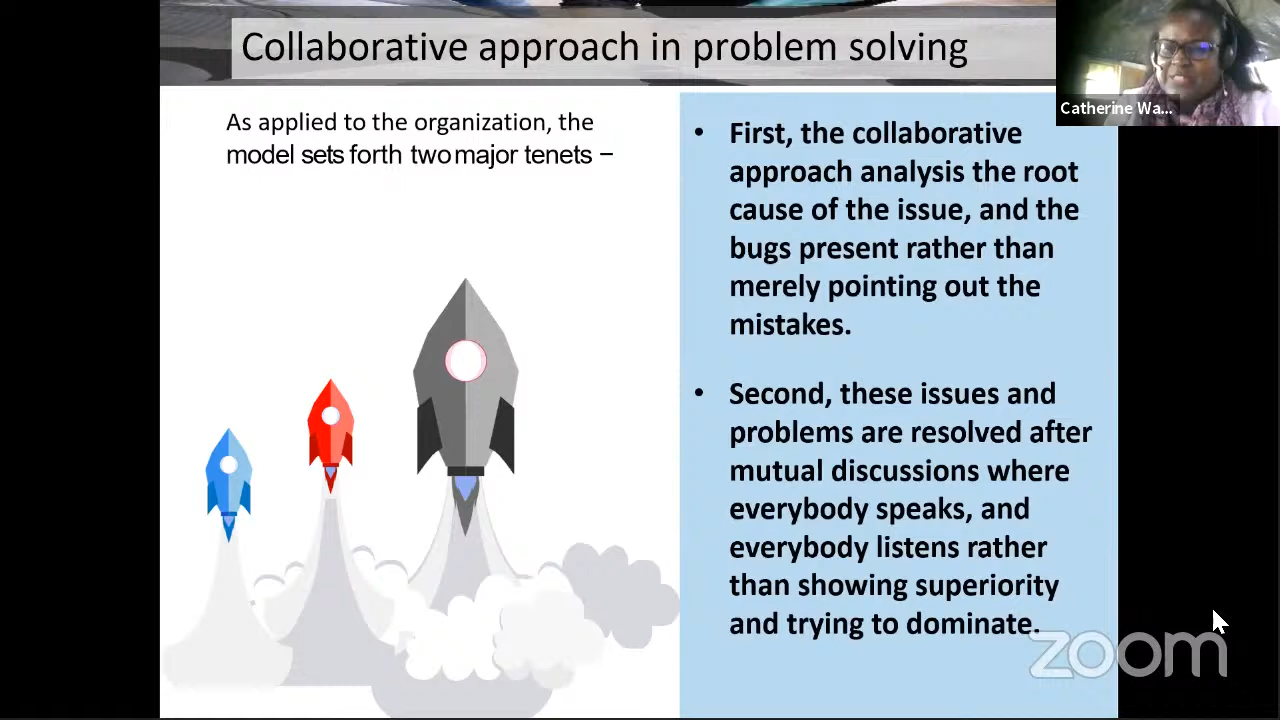 Collaborative approach in problem solving
Catherine Wa...
As applied to the organization, the
model sets forth two major tenets –
• First, the collaborative
approach analysis the root
cause of the issue, and the
bugs present rather than
merely pointing out the
mistakes.
• Second, these issues and
problems are resolved after
mutual discussions where
everybody speaks, and
everybody listens rather
than showing superiority
and trying to dominate.
zoom